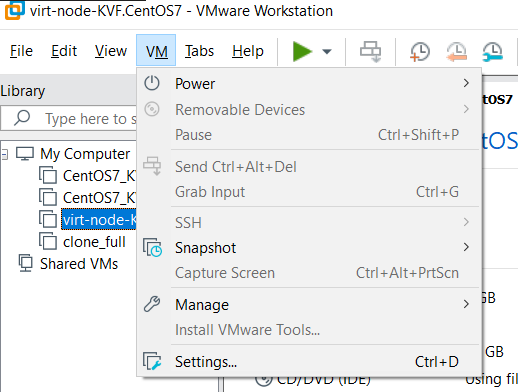 virt-node-KVF.CentOS7 - VMware Workstation
File Edit View VM Tabs Help
Library
Type here to s
My Computer
CentOS7_K
CentOS7_K
virt-node-K
clone_full
Shared VMs
Power
Removable Devices
Pause Ctrl+Shift+P
Send Ctrl+Alt+Del
Grab Input Ctrl+G
SSH
Snapshot
Capture Screen Ctrl+Alt+PrtScn
Manage
Install VMware Tools...
Settings... Ctrl+D
tOS7
tOS
GB
GB
CD/DVD (IDE) Using fil